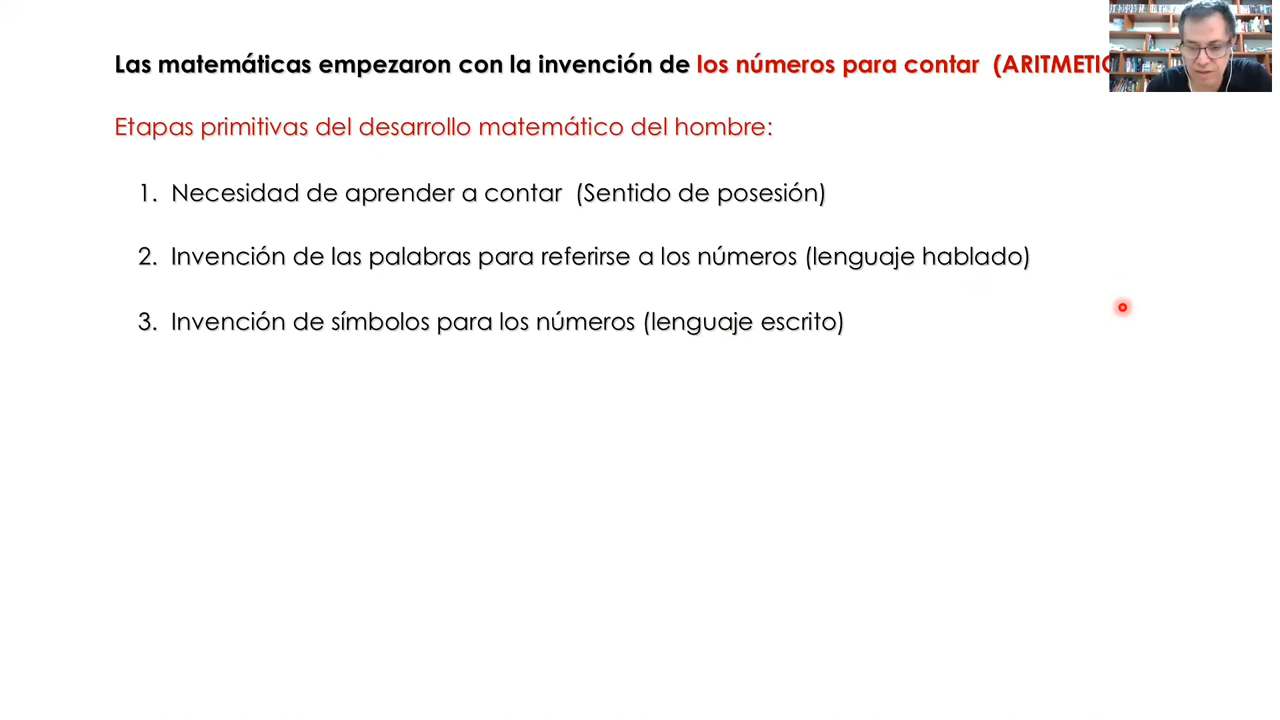 Las matemáticas empezaron con la invención de los números para contar (ARITMETIC
Etapas primitivas del desarrollo matemático del hombre:
1. Necesidad de aprender a contar (Sentido de posesión)
2. Invención de las palabras para referirse a los números (lenguaje hablado)
3. Invención de símbolos para los números (lenguaje escrito)